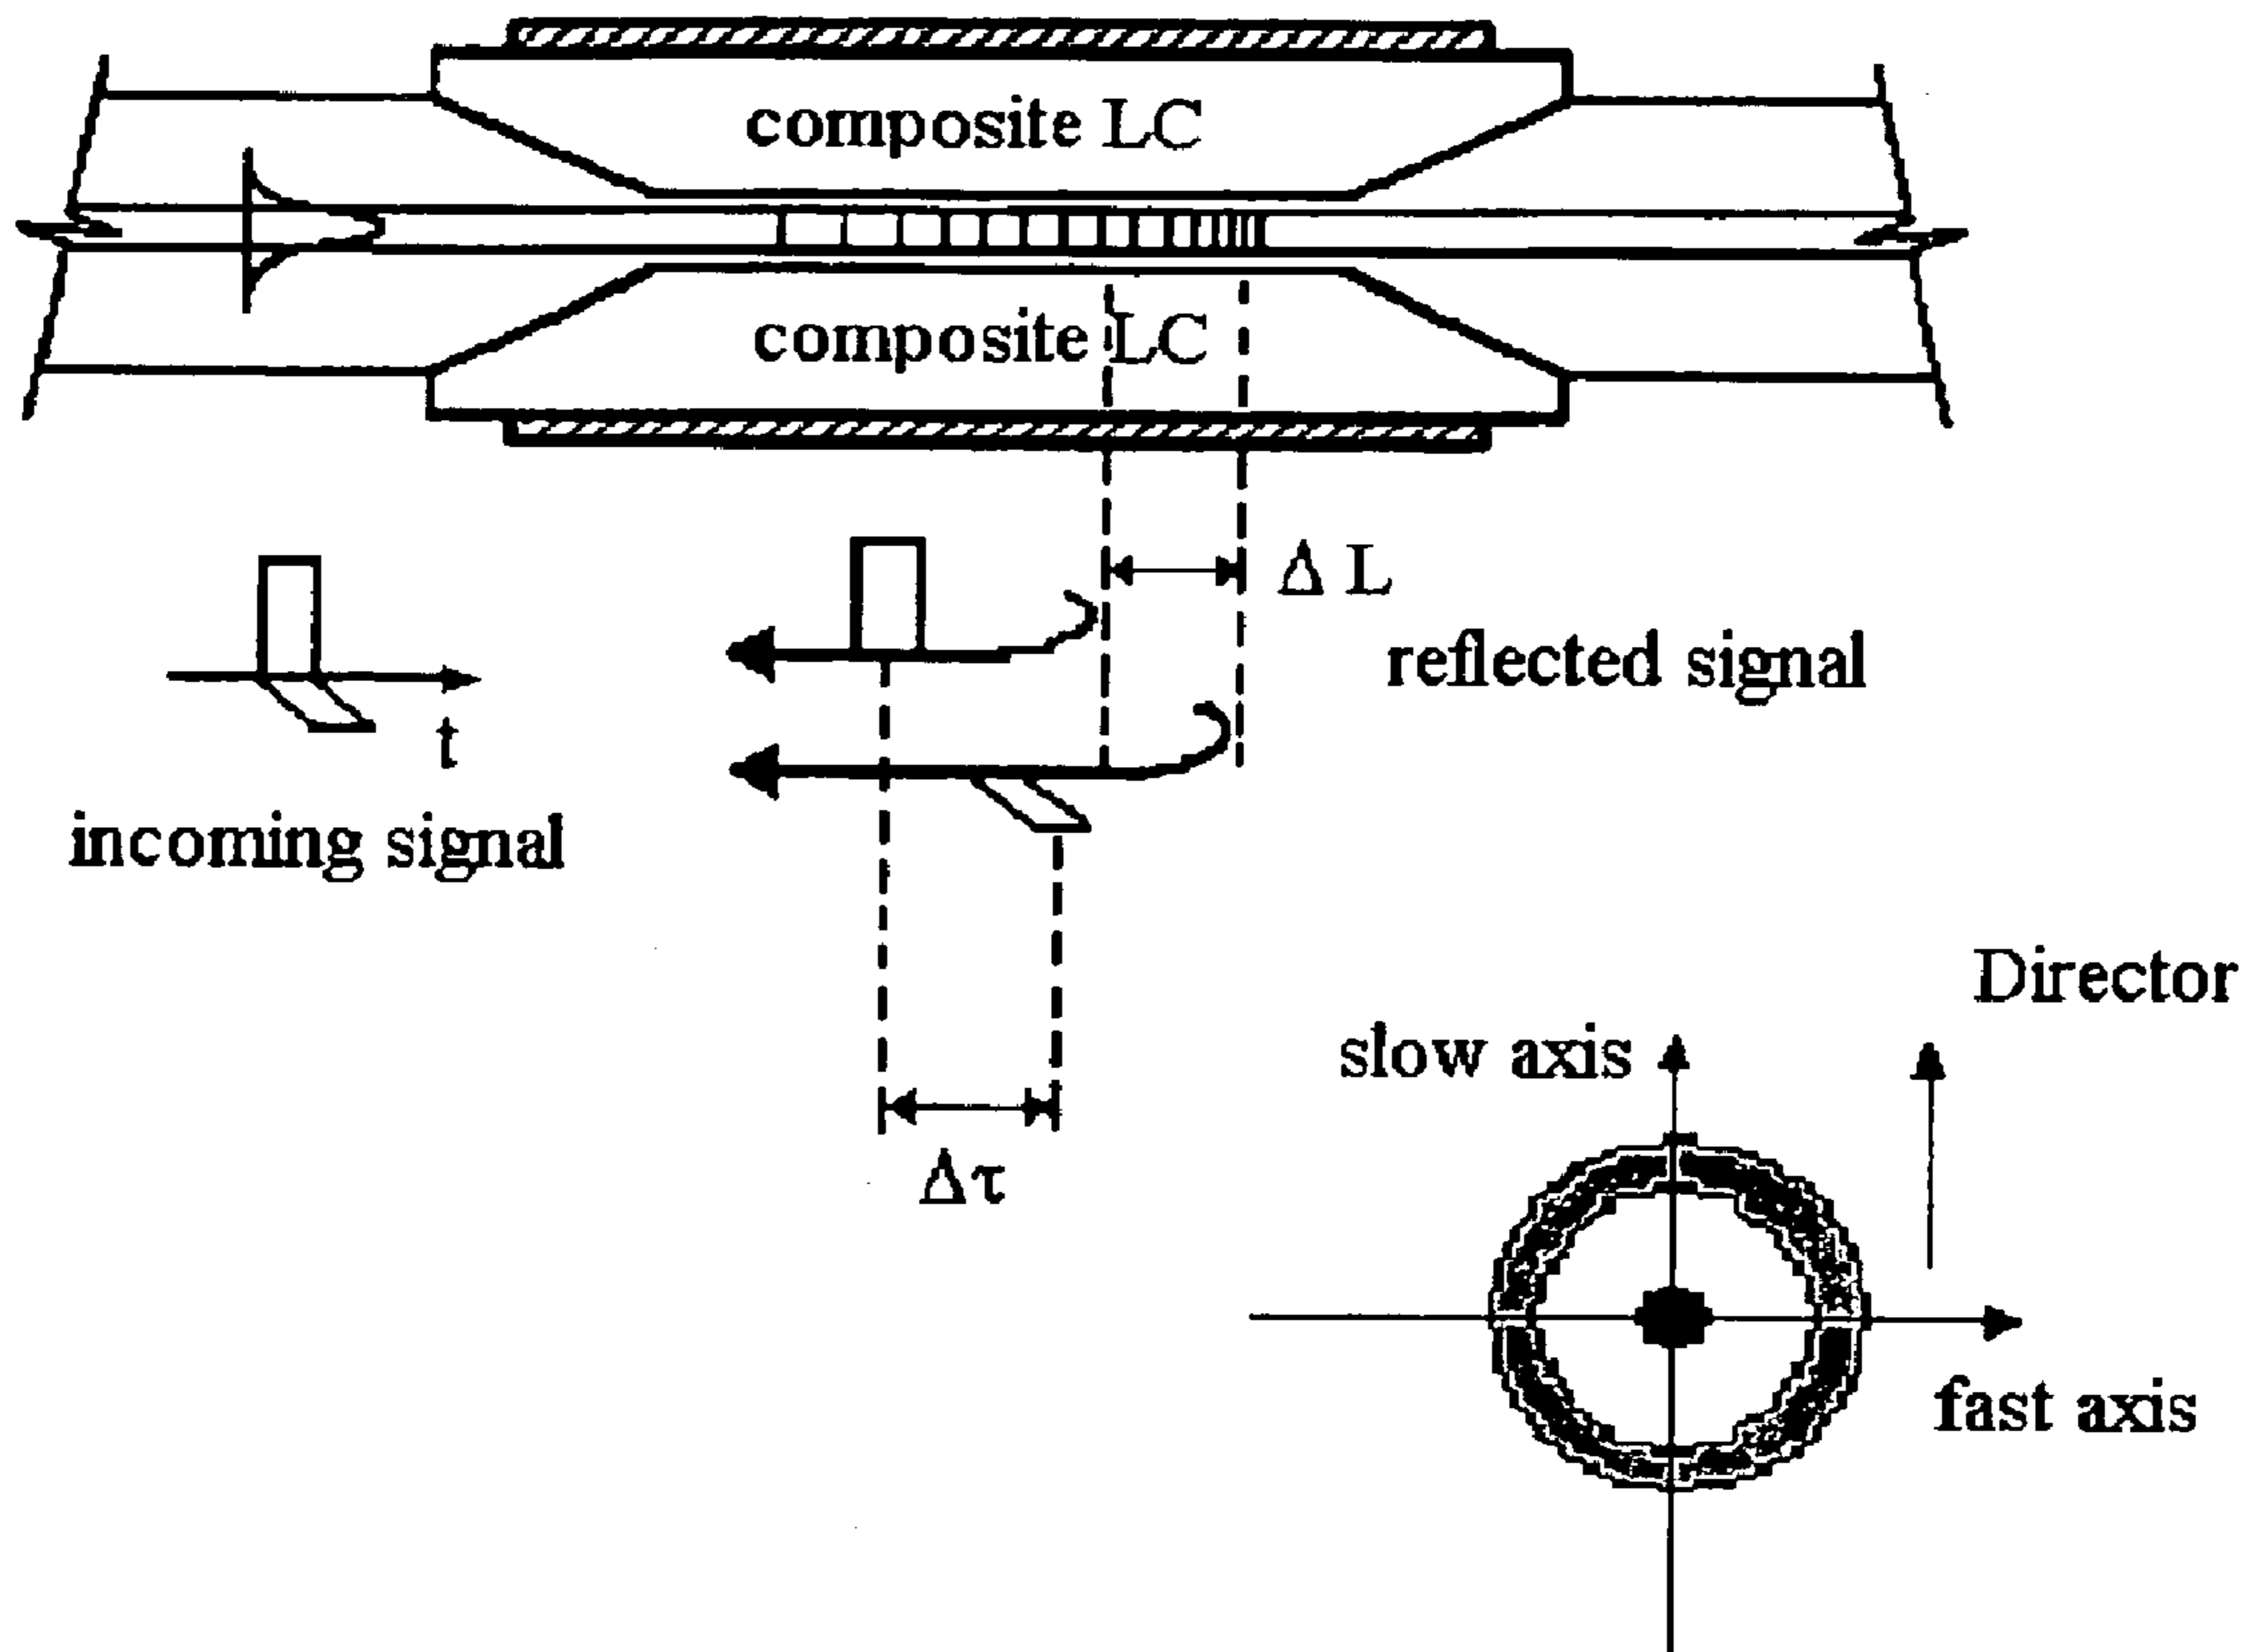 composite LC
composite LC
Δ L
reflected signal
t
incoming signal
Δτ
Director
slow axis
fast axis